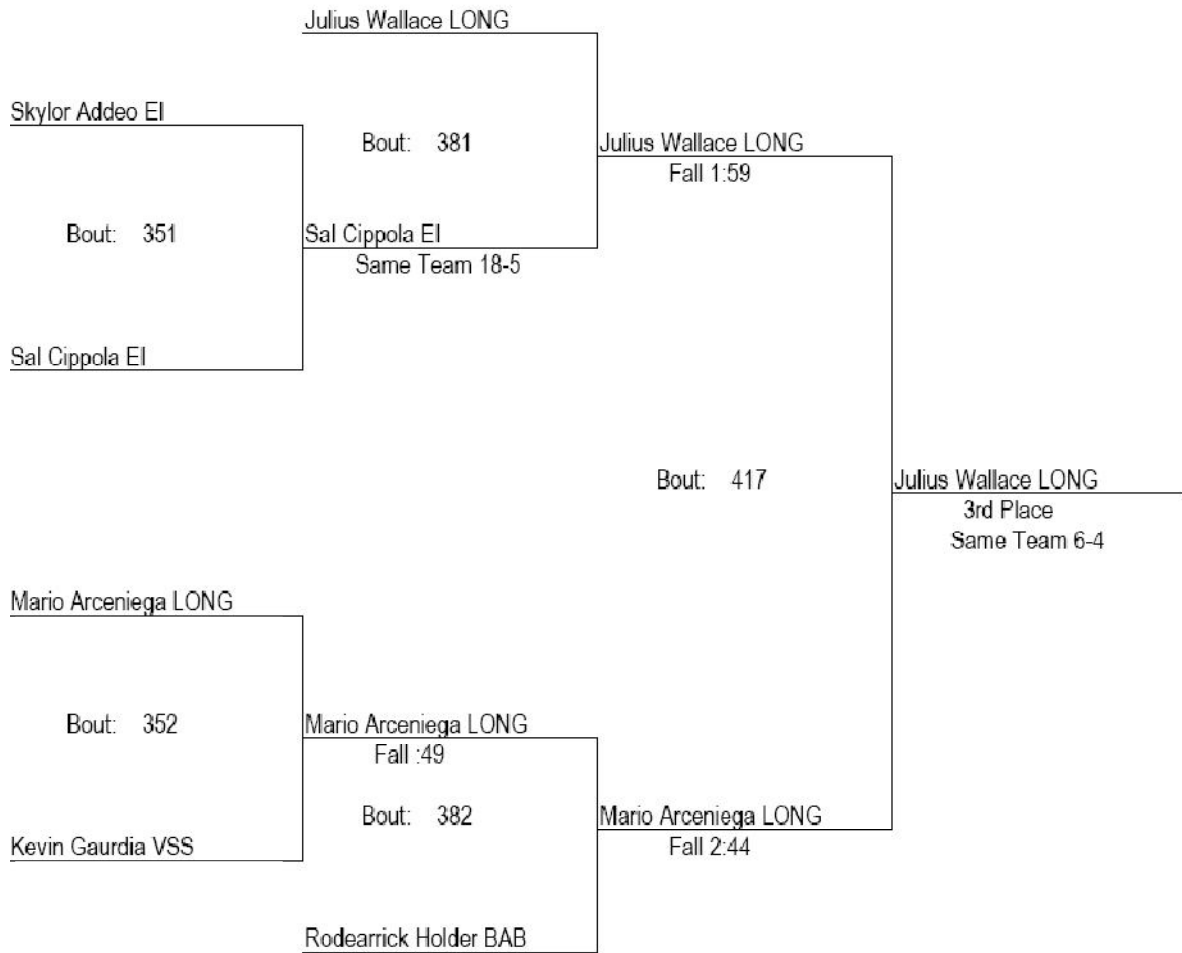 Julius Wallace LONG
Skylor Addeo EI
Bout: 381
Julius Wallace LONG
Fall 1:59
Bout: 351
Sal Cippola EI
Same Team 18-5
Sal Cippola EI
Bout: 417
Julius Wallace LONG
3rd Place
Same Team 6-4
Mario Arceniega LONG
Bout: 352
Mario Arceniega LONG
Fall :49
Bout: 382
Mario Arceniega LONG
Fall 2:44
Kevin Gaurdia VSS
Rodearrick Holder BAB